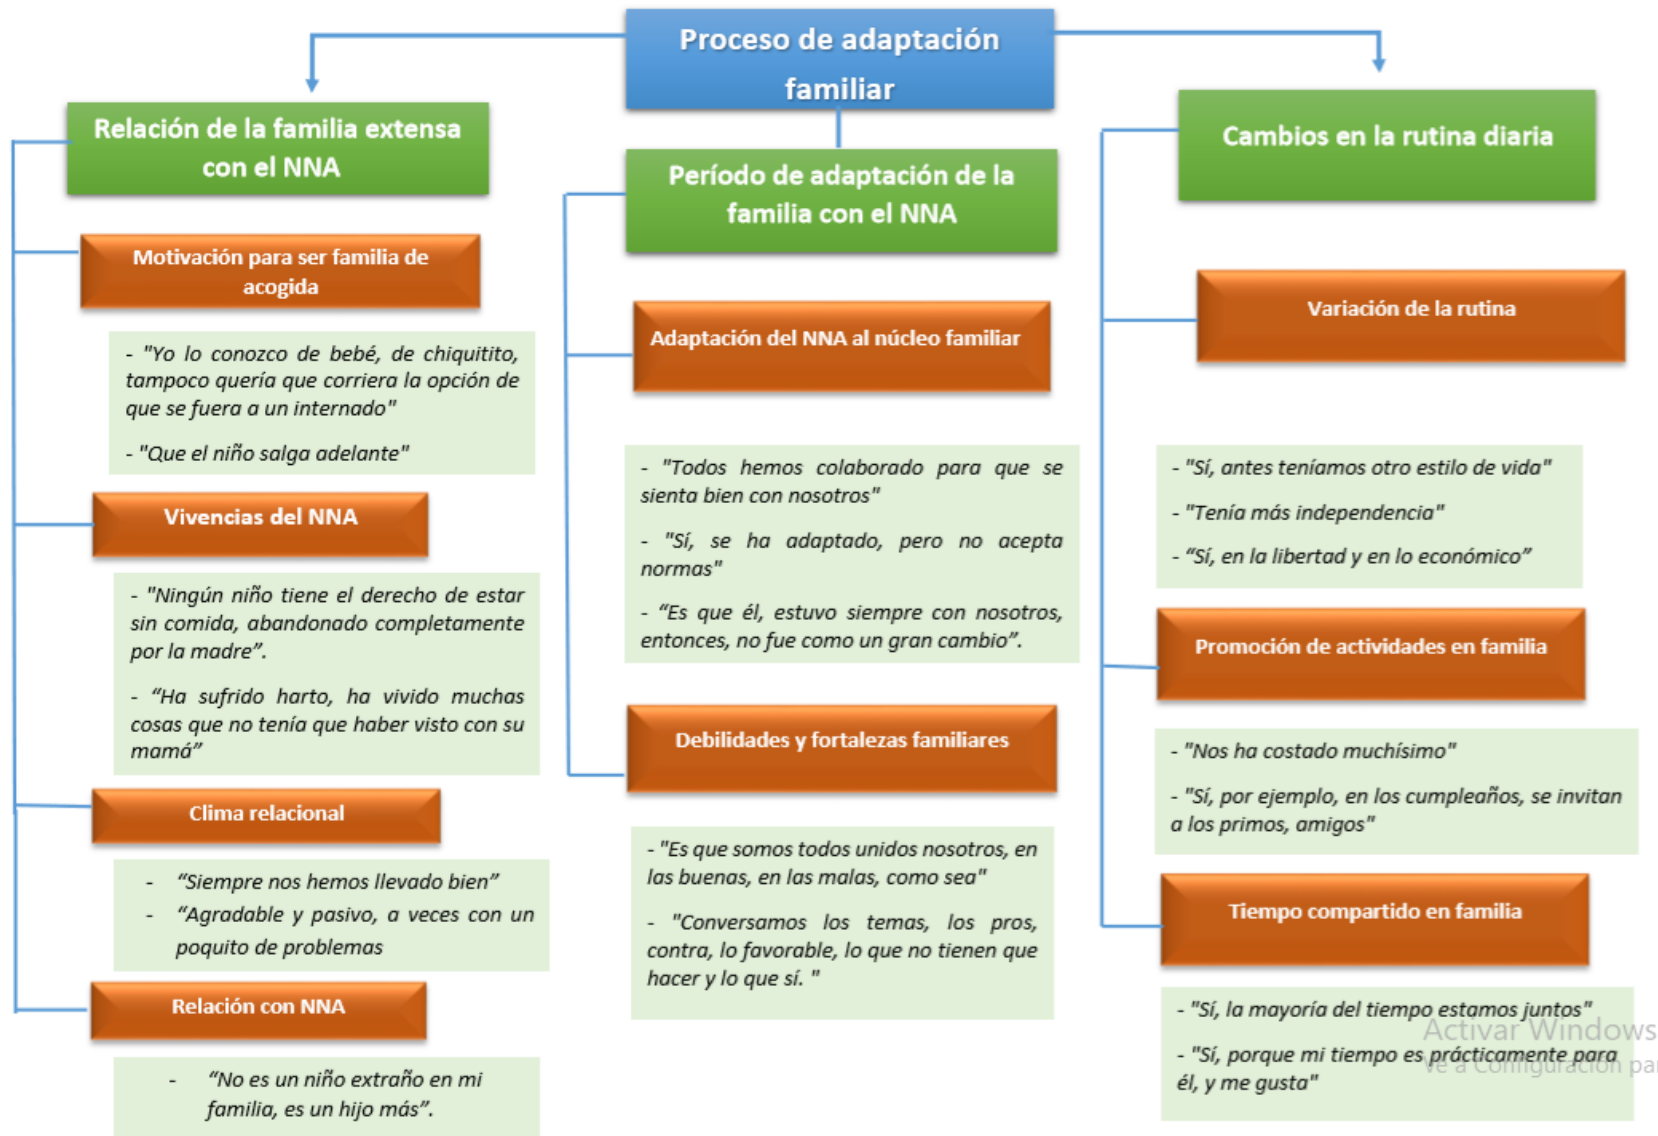 Proceso de adaptación
familiar
Relación de la familia extensa
con el NNA
Motivación para ser familia de
acogida
- "Yo lo conozco de bebé, de chiquitito,
tampoco quería que corriera la opción de
que se fuera a un internado"
- "Que el niño salga adelante"
Vivencias del NNA
- "Ningún niño tiene el derecho de estar
sin comida, abandonado completamente
por la madre”.
- “Ha sufrido harto, ha vivido muchas
cosas que no tenía que haber visto con su
mamá”
Clima relacional
- “Siempre nos hemos llevado bien”
- “Agradable y pasivo, a veces con un
poquito de problemas
Relación con NNA
- “No es un niño extraño en mi
familia, es un hijo más”.
Período de adaptación de la
familia con el NNA
Adaptación del NNA al núcleo familiar
- "Todos hemos colaborado para que se
sienta bien con nosotros"
- "Sí, se ha adaptado, pero no acepta
normas"
- “Es que él, estuvo siempre con nosotros,
entonces, no fue como un gran cambio”.
Debilidades y fortalezas familiares
- "Es que somos todos unidos nosotros, en
las buenas, en las malas, como sea"
- "Conversamos los temas, los pros,
contra, lo favorable, lo que no tienen que
hacer y lo que sí. "
Cambios en la rutina diaria
Variación de la rutina
- "Sí, antes teníamos otro estilo de vida"
- "Tenía más independencia"
- “Sí, en la libertad y en lo económico”
Promoción de actividades en familia
- "Nos ha costado muchísimo"
- "Sí, por ejemplo, en los cumpleaños, se invitan
a los primos, amigos"
Tiempo compartido en familia
- "Sí, la mayoría del tiempo estamos juntos"
- "Sí, porque mi tiempo es prácticamente para
él, y me gusta"
Activar Windows
Ve a Configuración par